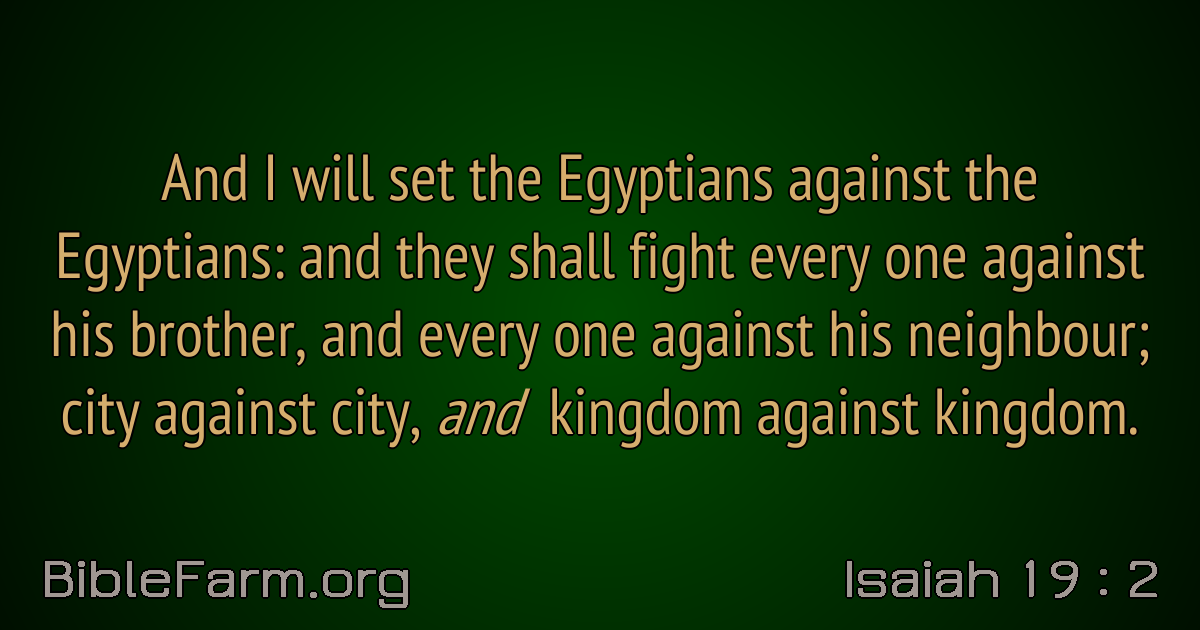 And I will set the Egyptians against the
Egyptians: and they shall fight every one against
his brother, and every one against his neighbour;
city against city, and kingdom against kingdom.
BibleFarm.org
Isaiah 19 : 2